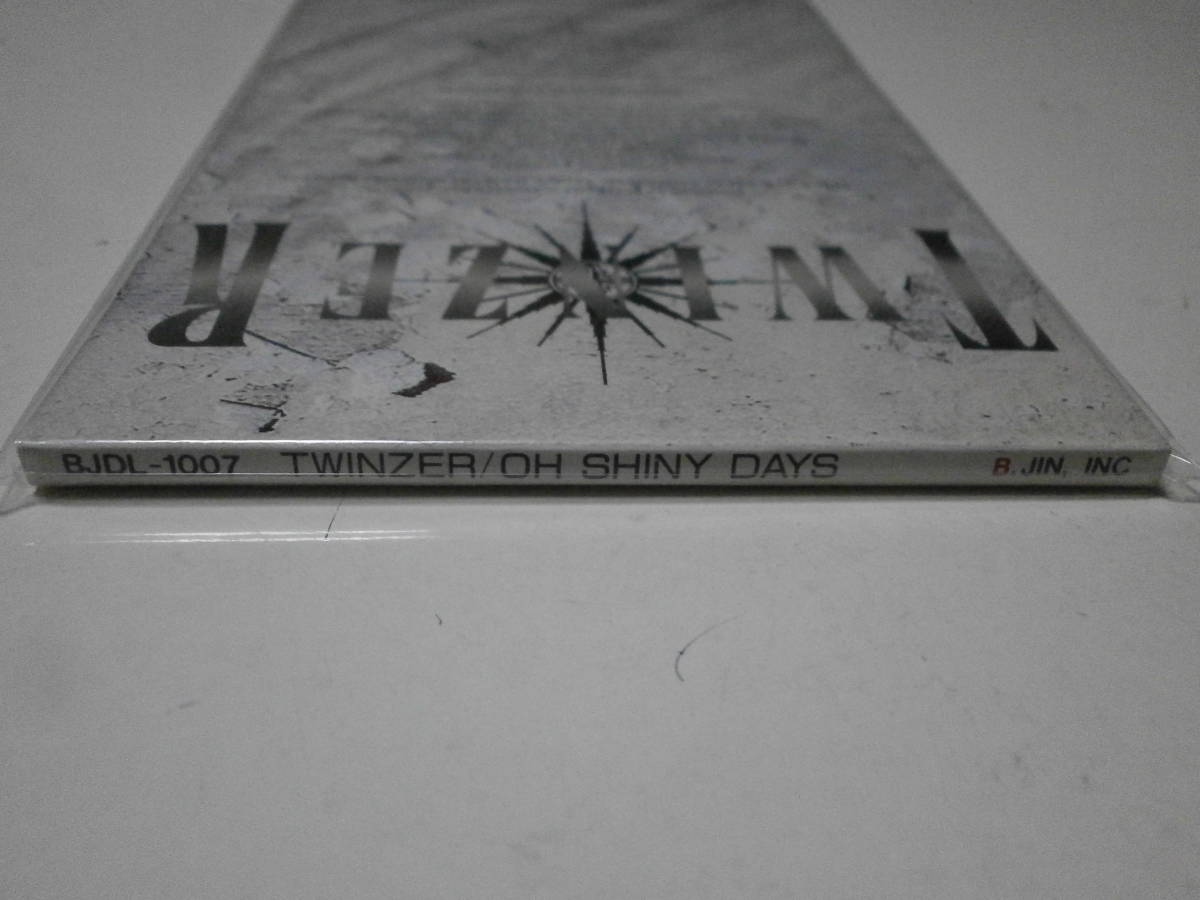 TWINZER
BJDL-1007 TWINZER/OH SHINY DAYS B.JIN, INC